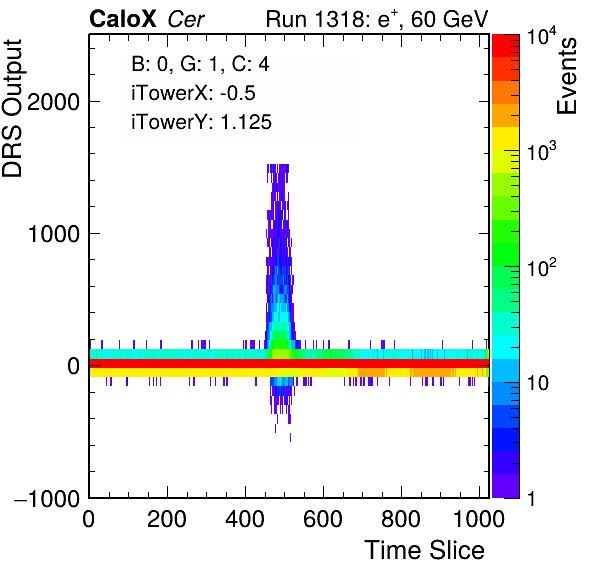 CaloX Cer Run 1318: e⁺, 60 GeV
B: 0, G: 1, C: 4
iTowerX: -0.5
iTowerY: 1.125
DRS Output
2000
1000
0
−1000
0 200 400 600 800 1000
Time Slice
Events
10⁴
10³
10²
10
1